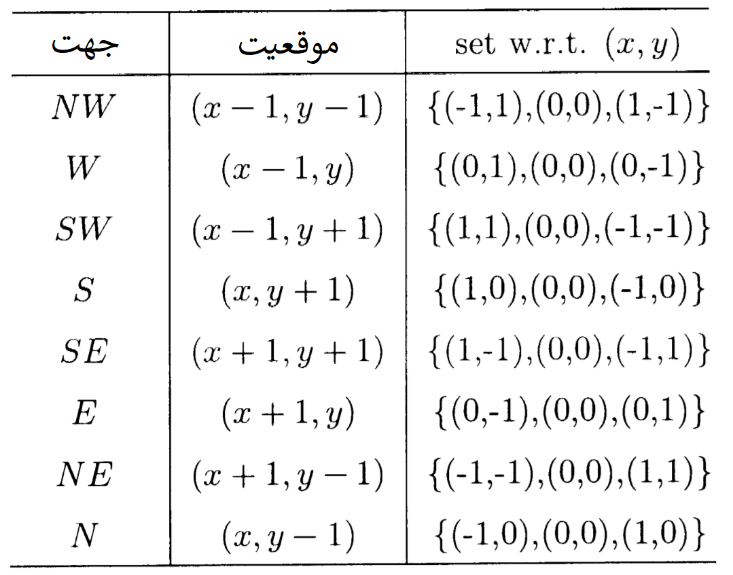 جهت موقعیت set w.r.t. (x, y)
NW (x − 1, y − 1) {(-1,1),(0,0),(1,-1)}
W (x − 1, y) {(0,1),(0,0),(0,-1)}
SW (x − 1, y + 1) {(1,1),(0,0),(-1,-1)}
S (x, y + 1) {(1,0),(0,0),(-1,0)}
SE (x + 1, y + 1) {(1,-1),(0,0),(-1,1)}
E (x + 1, y) {(0,-1),(0,0),(0,1)}
NE (x + 1, y − 1) {(-1,-1),(0,0),(1,1)}
N (x, y − 1) {(-1,0),(0,0),(1,0)}